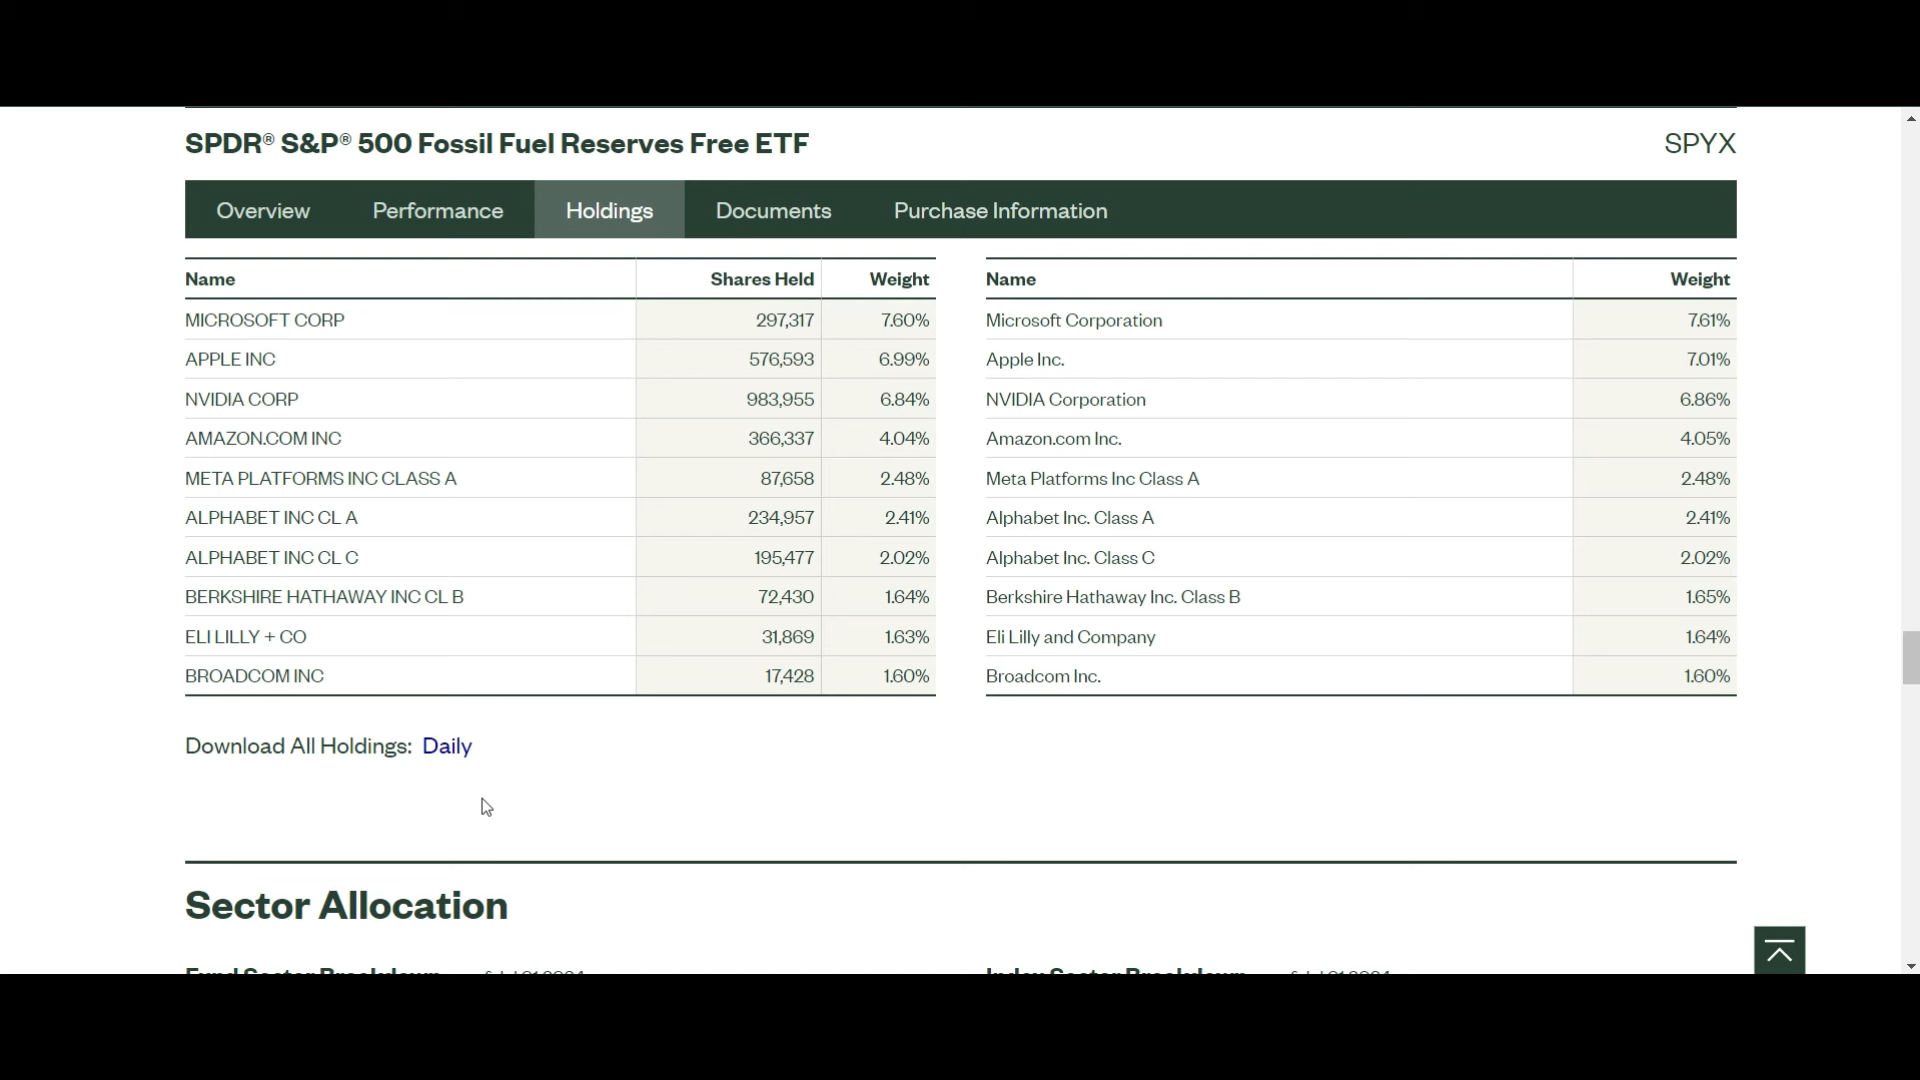 SPDR® S&P® 500 Fossil Fuel Reserves Free ETF SPYX
Overview Performance Holdings Documents Purchase Information
Name Shares Held Weight Name Weight
MICROSOFT CORP 297,317 7.60% Microsoft Corporation 7.61%
APPLE INC 576,593 6.99% Apple Inc. 7.01%
NVIDIA CORP 983,955 6.84% NVIDIA Corporation 6.86%
AMAZON.COM INC 366,337 4.04% Amazon.com Inc. 4.05%
META PLATFORMS INC CLASS A 87,658 2.48% Meta Platforms Inc Class A 2.48%
ALPHABET INC CL A 234,957 2.41% Alphabet Inc. Class A 2.41%
ALPHABET INC CL C 195,477 2.02% Alphabet Inc. Class C 2.02%
BERKSHIRE HATHAWAY INC CL B 72,430 1.64% Berkshire Hathaway Inc. Class B 1.65%
ELI LILLY + CO 31,869 1.63% Eli Lilly and Company 1.64%
BROADCOM INC 17,428 1.60% Broadcom Inc. 1.60%
Download All Holdings: Daily
Sector Allocation
Fund Sector Breakdown Index Sector Breakdown